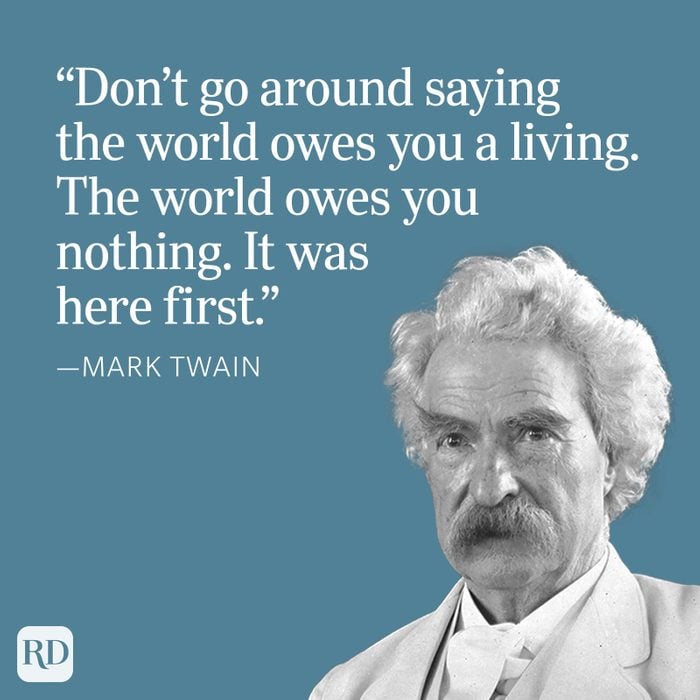 “Don’t go around saying
the world owes you a living.
The world owes you
nothing. It was
here first.”
—MARK TWAIN
RD